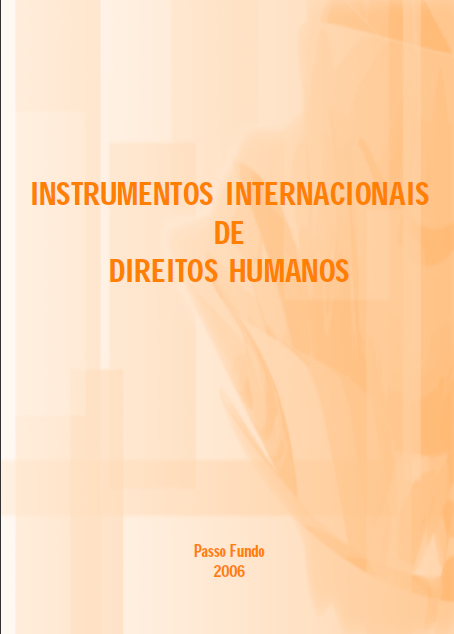 INSTRUMENTOS INTERNACIONAIS
DE
DIREITOS HUMANOS
Passo Fundo
2006